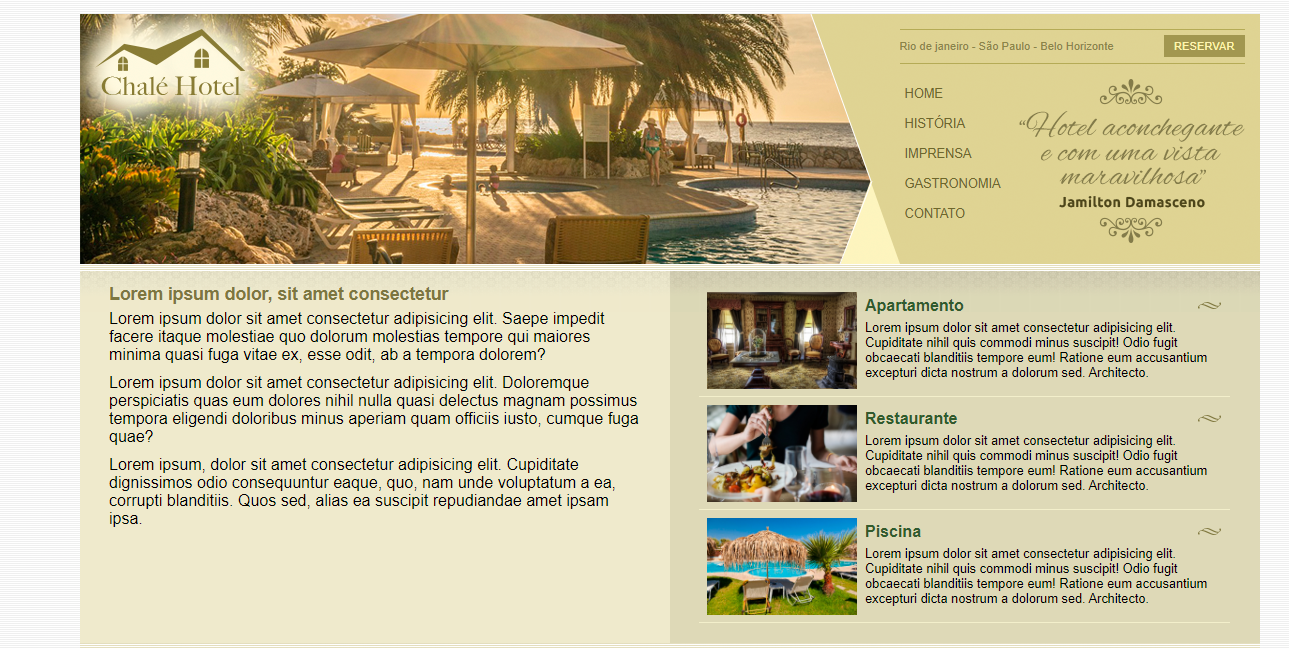 Chalé Hotel
Rio de janeiro - São Paulo - Belo Horizonte
RESERVAR
HOME
HISTÓRIA
IMPRENSA
GASTRONOMIA
CONTATO
“Hotel aconchegante
e com uma vista
maravilhosa”
Jamilton Damasceno
Lorem ipsum dolor, sit amet consectetur
Lorem ipsum dolor sit amet consectetur adipisicing elit. Saepe impedit
facere itaque molestiae quo dolorum molestias tempore qui maiores
minima quasi fuga vitae ex, esse odit, ab a tempora dolorem?
Lorem ipsum dolor sit amet consectetur adipisicing elit. Doloremque
perspiciatis quas eum dolores nihil nulla quasi delectus magnam possimus
tempora eligendi doloribus minus aperiam quam officiis iusto, cumque fuga
quae?
Lorem ipsum, dolor sit amet consectetur adipisicing elit. Cupiditate
dignissimos odio consequuntur eaque, quo, nam unde voluptatum a ea,
corrupti blanditiis. Quos sed, alias ea suscipit repudiandae amet ipsam
ipsa.
Apartamento
Lorem ipsum dolor sit amet consectetur adipisicing elit.
Cupiditate nihil quis commodi minus suscipit! Odio fugit
obcaecati blanditiis tempore eum! Ratione eum accusantium
excepturi dicta nostrum a dolorum sed. Architecto.
Restaurante
Lorem ipsum dolor sit amet consectetur adipisicing elit.
Cupiditate nihil quis commodi minus suscipit! Odio fugit
obcaecati blanditiis tempore eum! Ratione eum accusantium
excepturi dicta nostrum a dolorum sed. Architecto.
Piscina
Lorem ipsum dolor sit amet consectetur adipisicing elit.
Cupiditate nihil quis commodi minus suscipit! Odio fugit
obcaecati blanditiis tempore eum! Ratione eum accusantium
excepturi dicta nostrum a dolorum sed. Architecto.